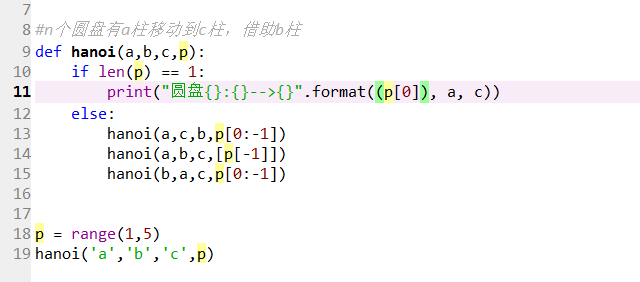 7
8 #n个圆盘有a柱移动到c柱，借助b柱
9 def hanoi(a,b,c,p):
10     if len(p) == 1:
11         print("圆盘{}:{}-->{}".format((p[0]), a, c))
12     else:
13         hanoi(a,c,b,p[0:-1])
14         hanoi(a,b,c,[p[-1]])
15         hanoi(b,a,c,p[0:-1])
16
17
18 p = range(1,5)
19 hanoi('a','b','c',p)